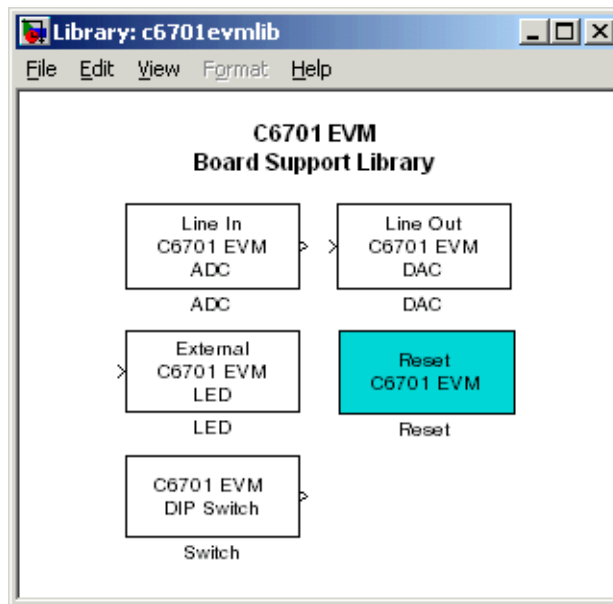 Library: c6701evmlib
File Edit View Format Help
C6701 EVM
Board Support Library
Line In
C6701 EVM
ADC
ADC
Line Out
C6701 EVM
DAC
DAC
External
C6701 EVM
LED
LED
Reset
C6701 EVM
Reset
C6701 EVM
DIP Switch
Switch